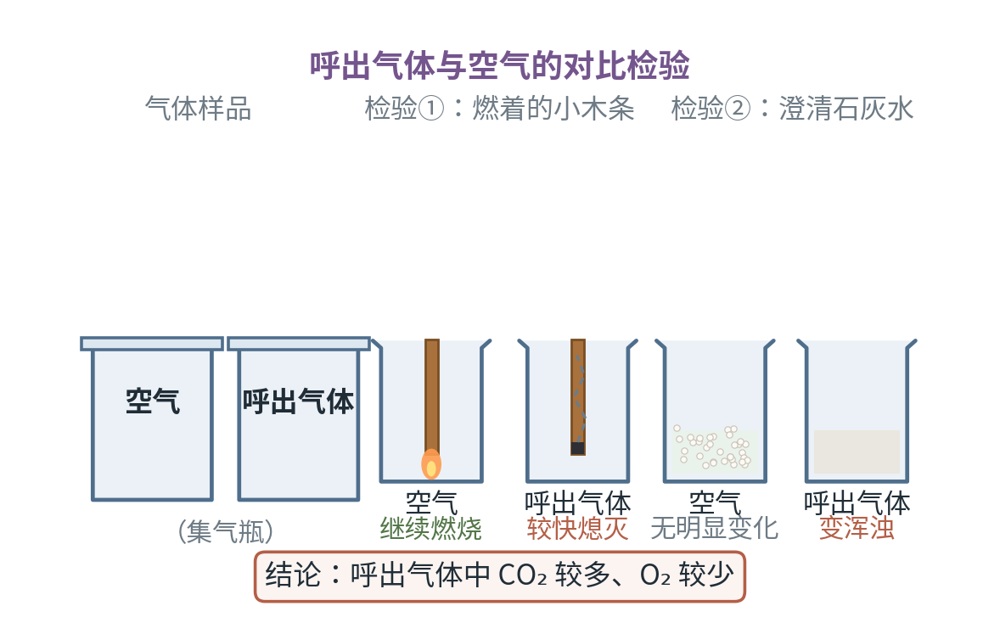 呼出气体与空气的对比检验
气体样品 检验①：燃着的小木条 检验②：澄清石灰水
空气 呼出气体
空气 呼出气体 空气 呼出气体
（集气瓶） 继续燃烧 较快熄灭 无明显变化 变浑浊
结论：呼出气体中 CO₂ 较多、O₂ 较少